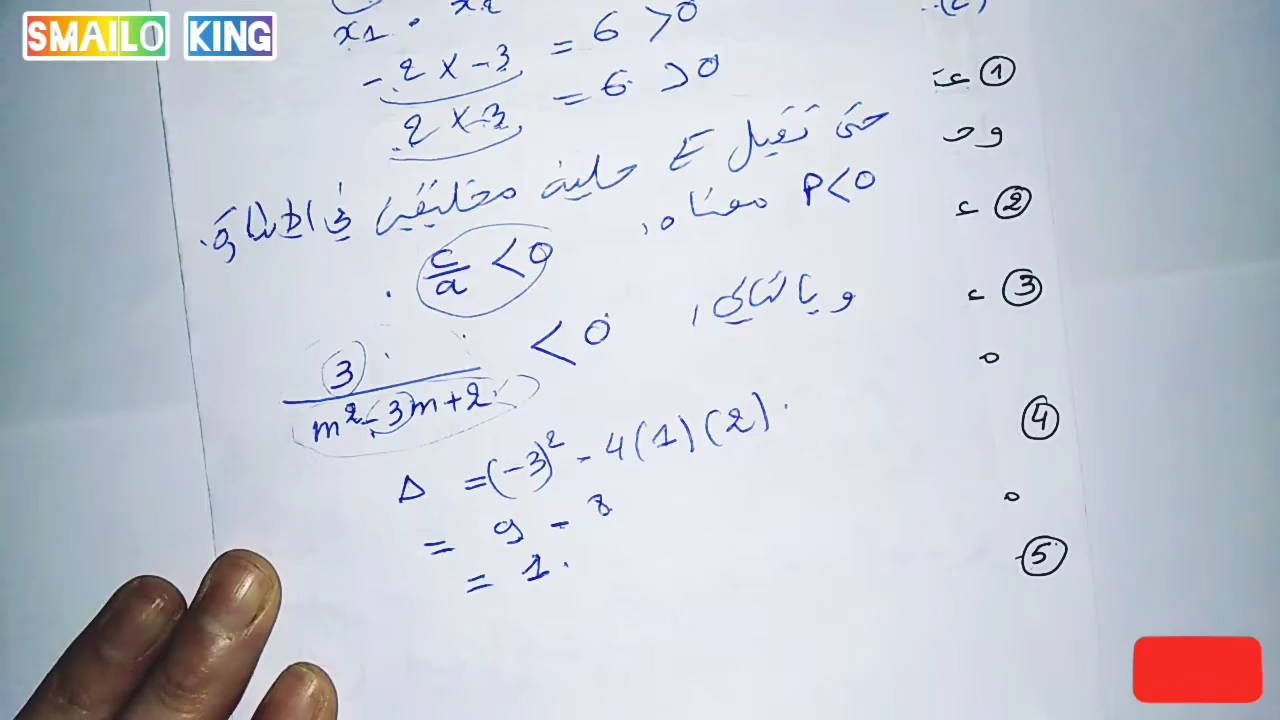 SMAILO KING
x1 . x2
-2 x -3 = 6 >0
2 x 3 = 6 >0
حتى تقبل E حلين مختلفين في الإشارة.
معناه, P<0
c/a <0
وبالتالي,
3/(m²-3m+2) <0
Δ =(-3)² - 4(1)(2).
= 9 - 8
= 1.
①
②
③
④
⑤